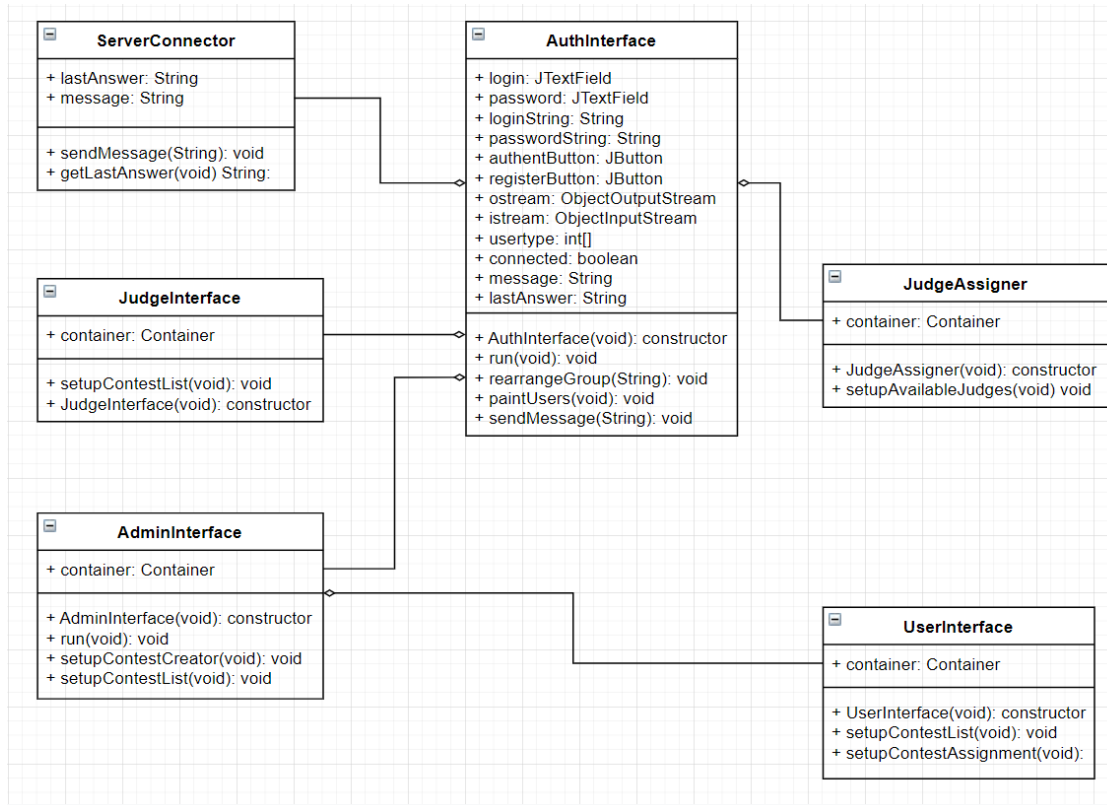 ServerConnector
+ lastAnswer: String
+ message: String
+ sendMessage(String): void
+ getLastAnswer(void) String:
AuthInterface
+ login: JTextField
+ password: JTextField
+ loginString: String
+ passwordString: String
+ authentButton: JButton
+ registerButton: JButton
+ ostream: ObjectOutputStream
+ istream: ObjectInputStream
+ usertype: int[]
+ connected: boolean
+ message: String
+ lastAnswer: String
+ AuthInterface(void): constructor
+ run(void): void
+ rearrangeGroup(String): void
+ paintUsers(void): void
+ sendMessage(String): void
JudgeInterface
+ container: Container
+ setupContestList(void): void
+ JudgeInterface(void): constructor
JudgeAssigner
+ container: Container
+ JudgeAssigner(void): constructor
+ setupAvailableJudges(void) void
AdminInterface
+ container: Container
+ AdminInterface(void): constructor
+ run(void): void
+ setupContestCreator(void): void
+ setupContestList(void): void
UserInterface
+ container: Container
+ UserInterface(void): constructor
+ setupContestList(void): void
+ setupContestAssignment(void):